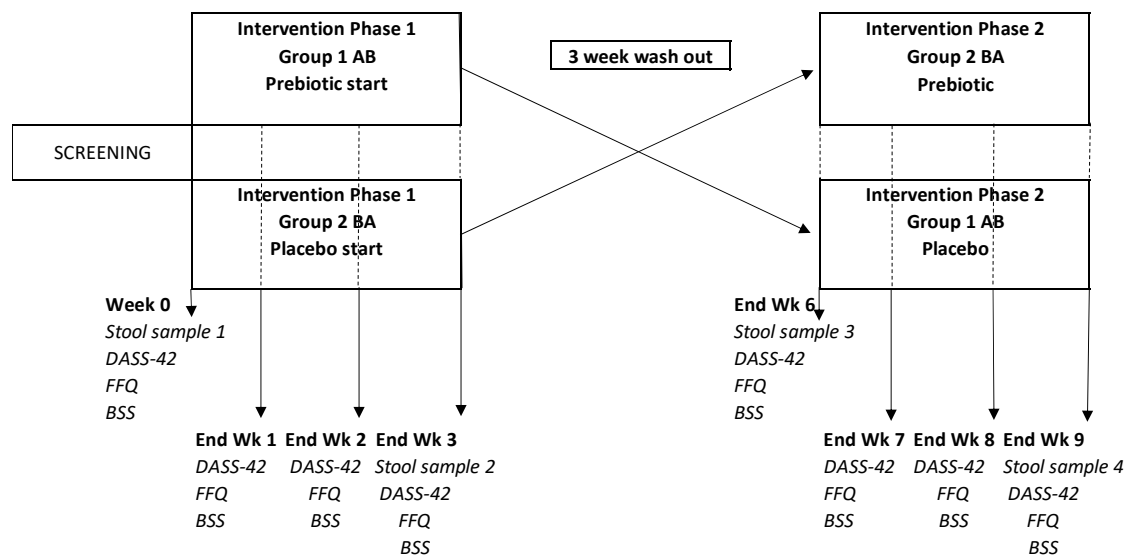 Intervention Phase 1
Group 1 AB
Prebiotic start
3 week wash out
Intervention Phase 2
Group 2 BA
Prebiotic
SCREENING
Intervention Phase 1
Group 2 BA
Placebo start
Intervention Phase 2
Group 1 AB
Placebo
Week 0
Stool sample 1
DASS-42
FFQ
BSS
End Wk 1
DASS-42
FFQ
BSS
End Wk 2
DASS-42
FFQ
BSS
End Wk 3
Stool sample 2
DASS-42
FFQ
BSS
End Wk 6
Stool sample 3
DASS-42
FFQ
BSS
End Wk 7
DASS-42
FFQ
BSS
End Wk 8
DASS-42
FFQ
BSS
End Wk 9
Stool sample 4
DASS-42
FFQ
BSS